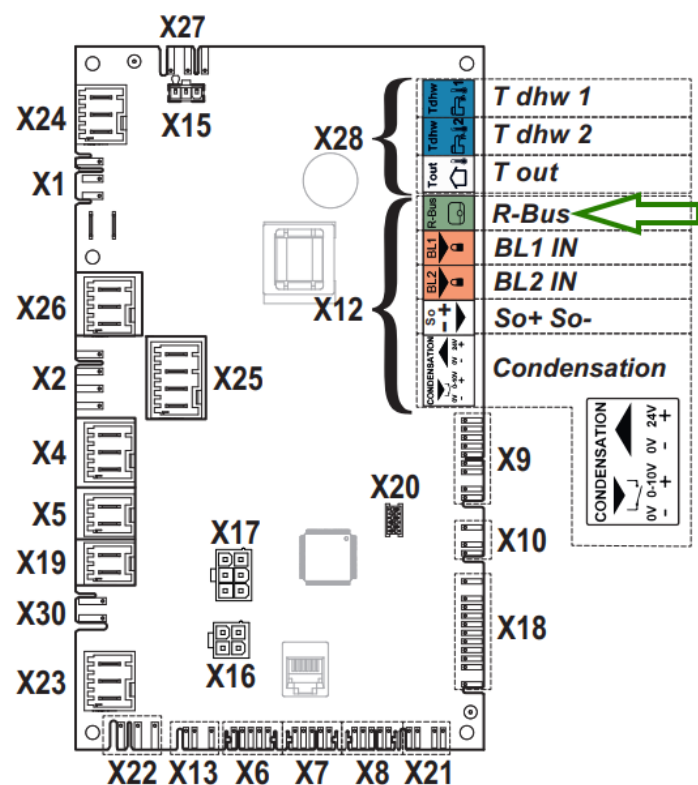 X27
X24
X15
X28
X1
X26
X12
X25
X2
X4
X9
X20
X5
X17
X10
X19
X30
X18
X16
X23
X22 X13 X6 X7 X8 X21
Tdhw Tdhw 1
T dhw 1
Tdhw 2
T dhw 2
Tout
T out
R-Bus
R-Bus
BL1
BL1 IN
BL2
BL2 IN
So - +
So+ So-
CONDENSATION
0V 24V
- +
0V 0-10V
- +
Condensation
CONDENSATION
0V 24V
- +
0V 0-10V
- +